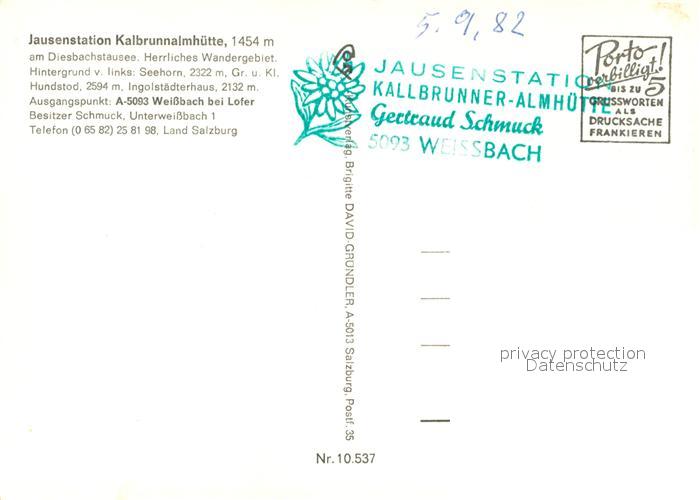 Jausenstation Kalbrunnalmhütte, 1454 m
am Diesbachstausee. Herrliches Wandergebiet.
Hintergrund v. links: Seehorn, 2322 m, Gr. u. Kl.
Hundstod, 2594 m, Ingolstädterhaus, 2132 m.
Ausgangspunkt: A-5093 Weißbach bei Lofer
Besitzer Schmuck, Unterweißbach 1
Telefon (0 65 82) 25 81 98, Land Salzburg
5.9.82
JAUSENSTATIO
KALLBRUNNER-ALMHÜTTE
Gertraud Schmuck
5093 WEISSBACH
Porto
verbilligt!
BIS ZU 5
GRUSSWORTEN
ALS
DRUCKSACHE
FRANKIEREN
verlag, Brigitte DAVID-GRÜNDLER, A-5013 Salzburg, Postf. 35
Nr. 10.537
privacy protection
Datenschutz